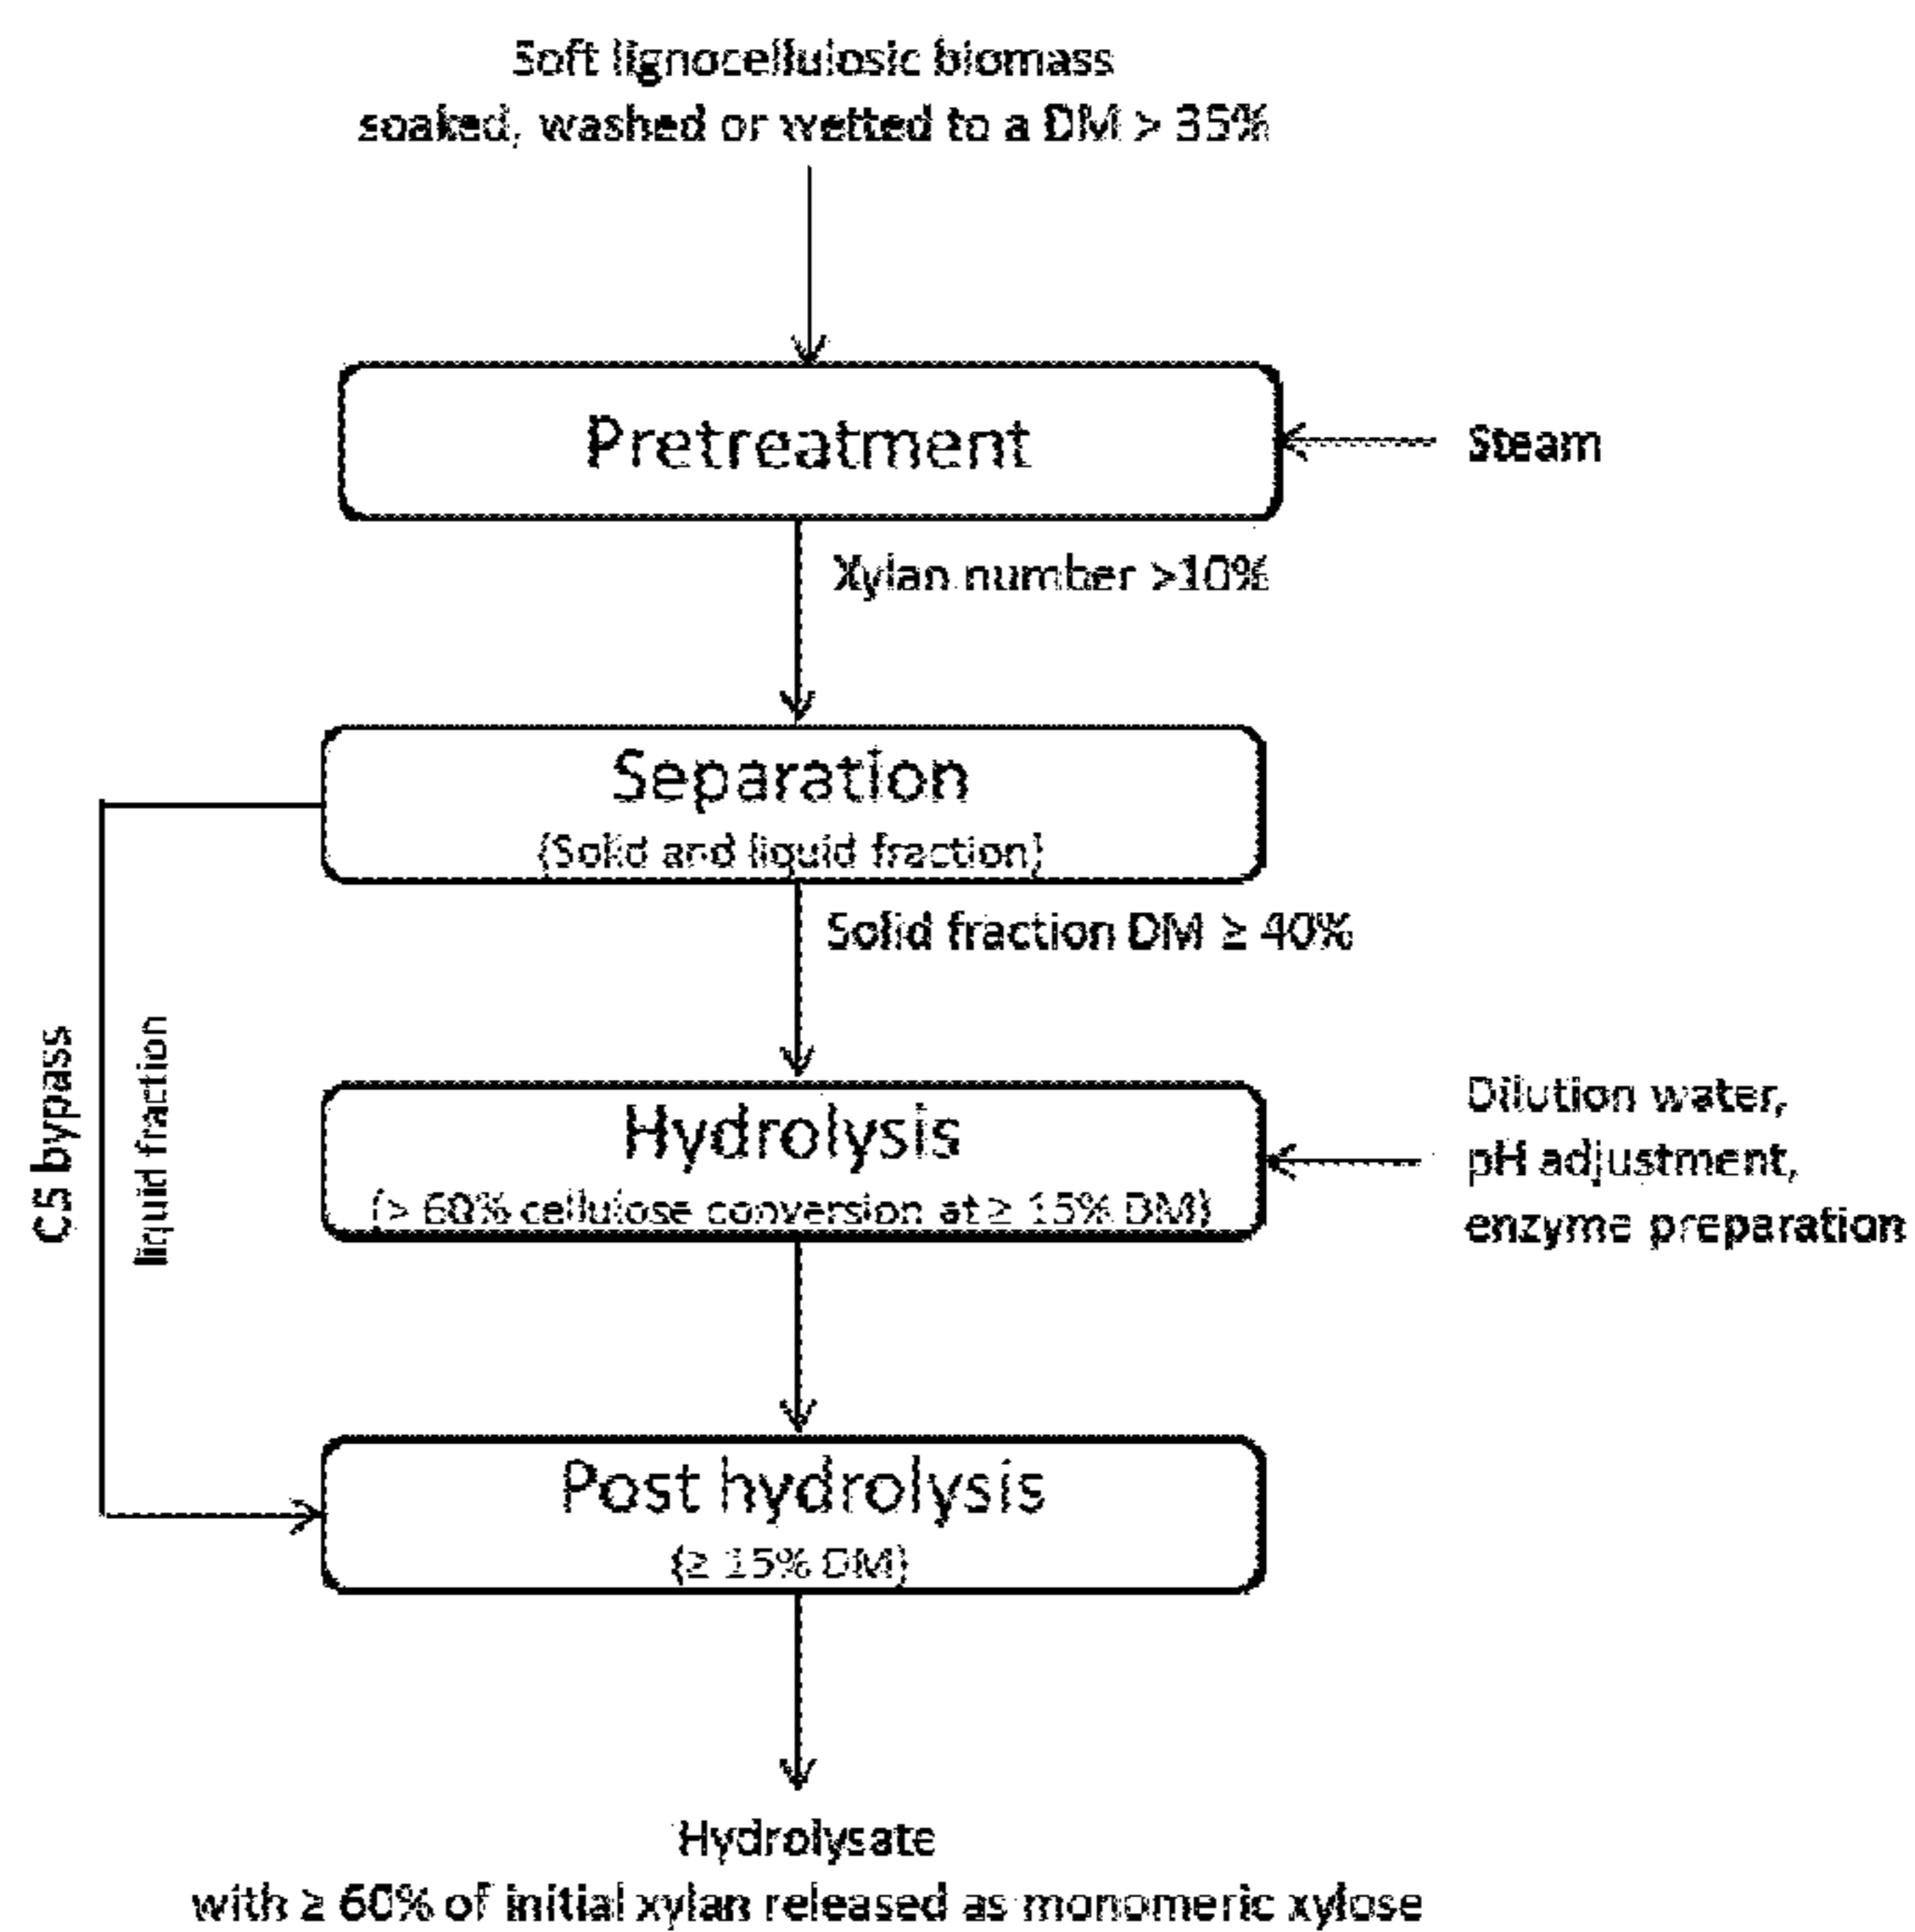 Soft lignocellulosic biomass
soaked, washed or wetted to a DM > 35%
Pretreatment
Steam
Xylan number >10%
Separation
(Solid and liquid fraction)
Solid fraction DM ≥ 40%
C5 bypass
liquid fraction
Hydrolysis
(> 60% cellulose conversion at ≥ 15% DM)
Dilution water,
pH adjustment,
enzyme preparation
Post hydrolysis
(≥ 15% DM)
Hydrolysate
with ≥ 60% of initial xylan released as monomeric xylose